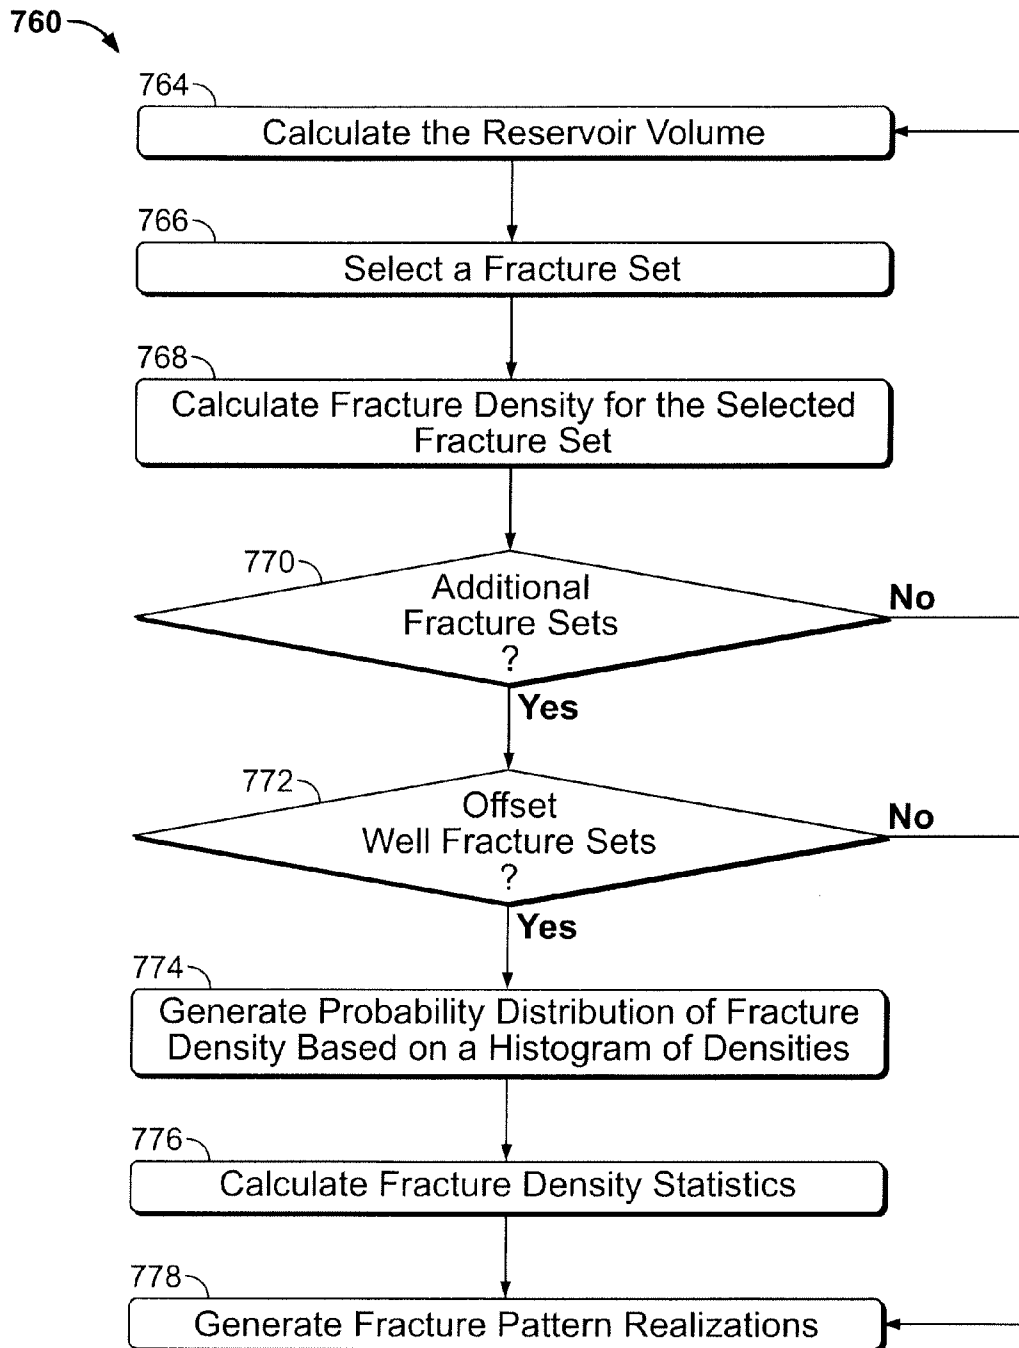 760
764
Calculate the Reservoir Volume
766
Select a Fracture Set
768
Calculate Fracture Density for the Selected
Fracture Set
770
Additional
Fracture Sets
?
No
Yes
772
Offset
Well Fracture Sets
?
No
Yes
774
Generate Probability Distribution of Fracture
Density Based on a Histogram of Densities
776
Calculate Fracture Density Statistics
778
Generate Fracture Pattern Realizations